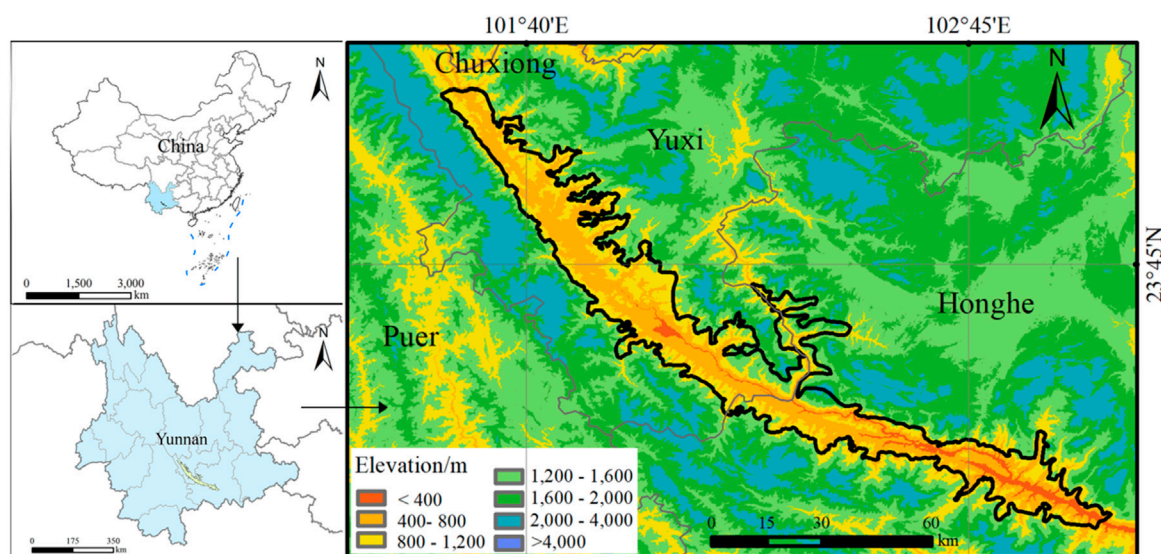 N
China
0 1,500 3,000
km
N
Yunnan
0 175 350
km
101°40'E 102°45'E
Chuxiong
N
Yuxi
23°45'N
Honghe
Puer
Elevation/m
< 400
400- 800
800 - 1,200
1,200 - 1,600
1,600 - 2,000
2,000 - 4,000
>4,000
0 15 30 60
km